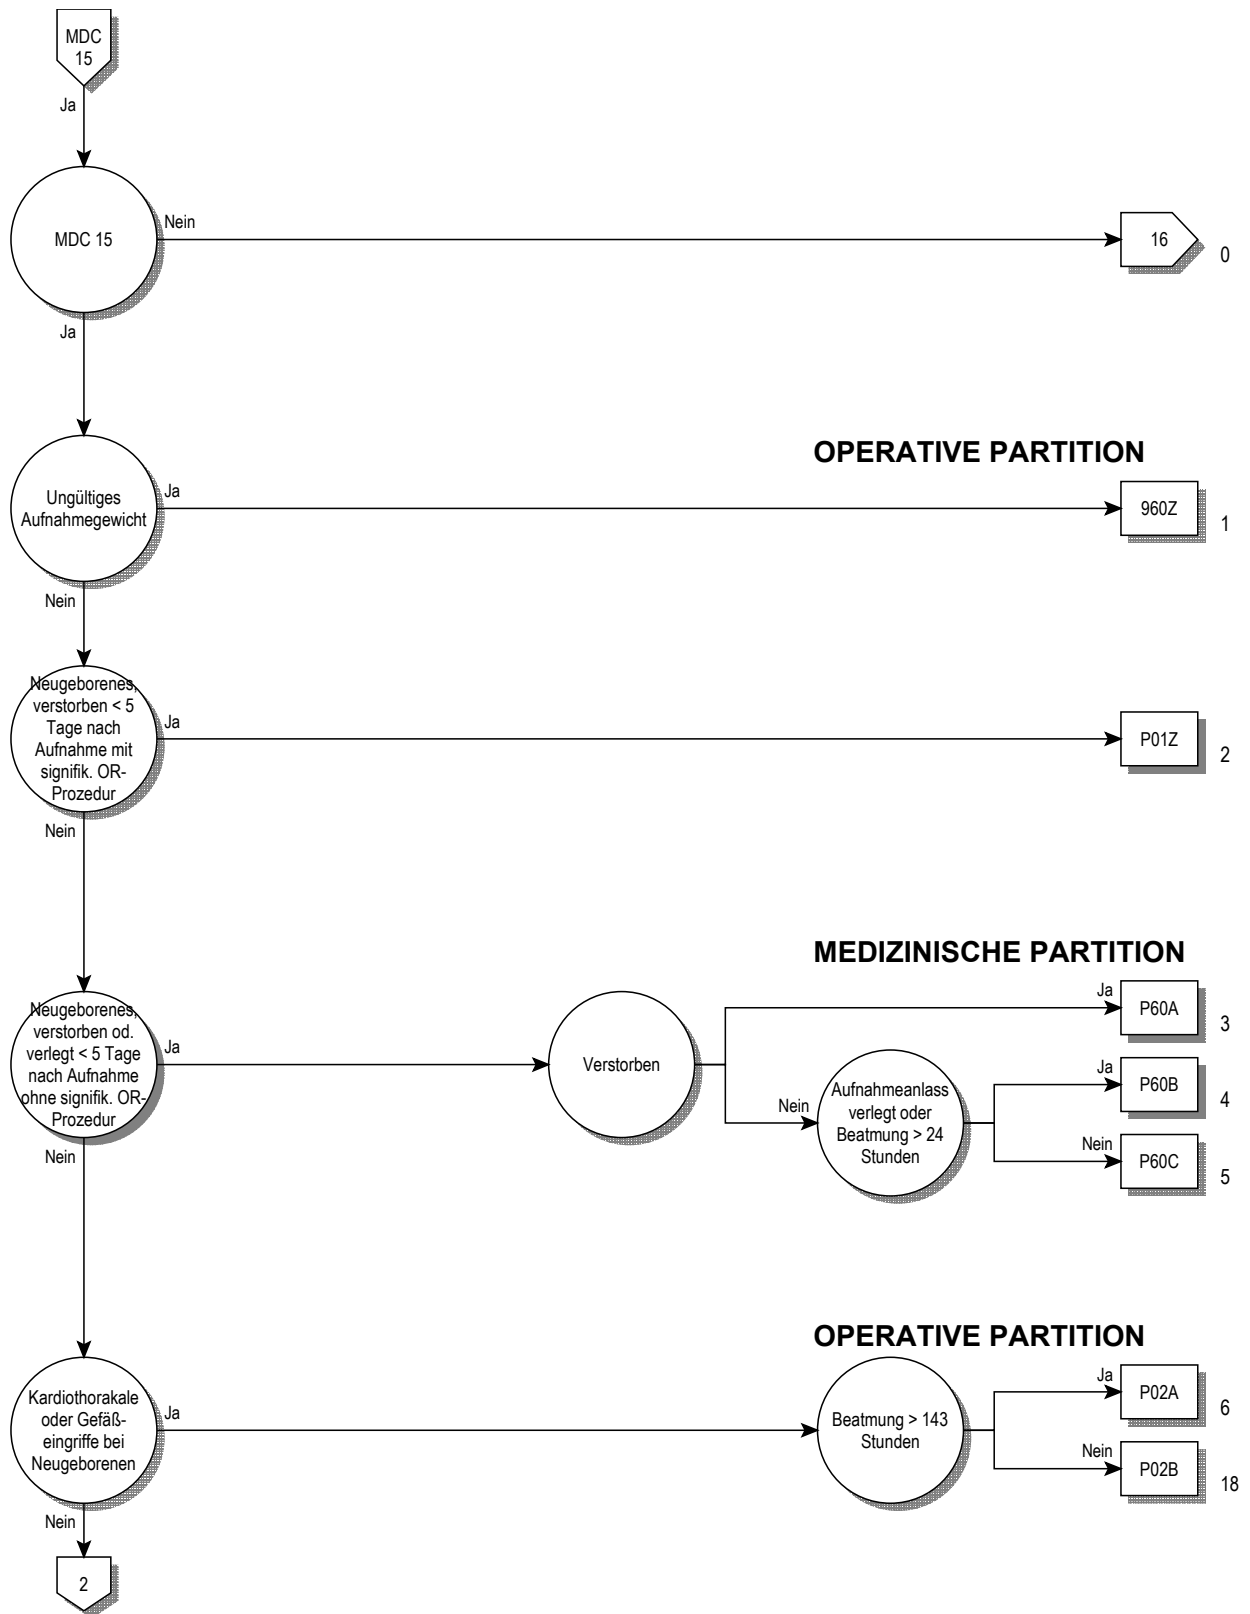 MDC
15
Ja
MDC 15
Nein
16
0
Ja
OPERATIVE PARTITION
Ungültiges
Aufnahmegewicht
Ja
960Z
1
Nein
Neugeborenes,
verstorben < 5
Tage nach
Aufnahme mit
signifik. OR-
Prozedur
Ja
P01Z
2
Nein
MEDIZINISCHE PARTITION
Neugeborenes,
verstorben od.
verlegt < 5 Tage
nach Aufnahme
ohne signifik. OR-
Prozedur
Ja
Verstorben
Ja
P60A
3
Nein
Aufnahmeanlass
verlegt oder
Beatmung > 24
Stunden
Ja
P60B
4
Nein
P60C
5
Nein
OPERATIVE PARTITION
Kardiothorakale
oder Gefäß-
eingriffe bei
Neugeborenen
Ja
Beatmung > 143
Stunden
Ja
P02A
6
Nein
P02B
18
Nein
2